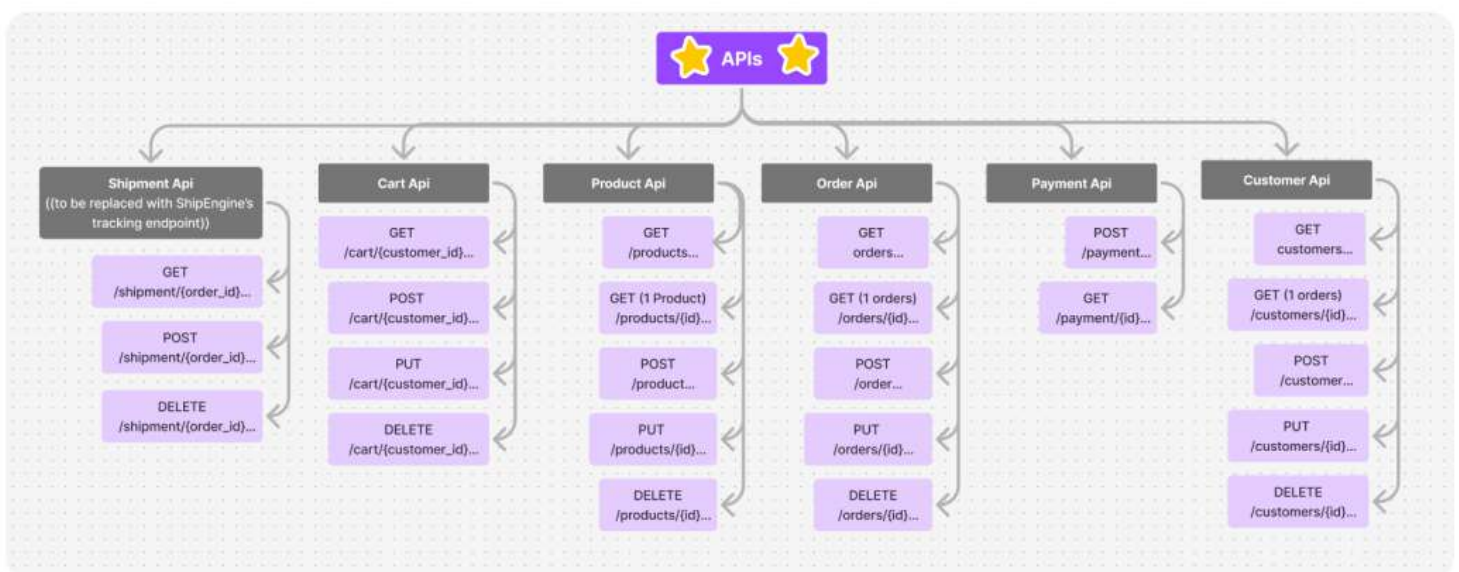 APIs
Shipment Api
((to be replaced with ShipEngine's
tracking endpoint))
GET
/shipment/{order_id}...
POST
/shipment/{order_id}...
DELETE
/shipment/{order_id}...
Cart Api
GET
/cart/{customer_id}...
POST
/cart/{customer_id}...
PUT
/cart/{customer_id}...
DELETE
/cart/{customer_id}...
Product Api
GET
/products...
GET (1 Product)
/products/{id}...
POST
/product...
PUT
/products/{id}...
DELETE
/products/{id}...
Order Api
GET
orders...
GET (1 orders)
/orders/{id}...
POST
/order...
PUT
/orders/{id}...
DELETE
/orders/{id}...
Payment Api
POST
/payment...
GET
/payment/{id}...
Customer Api
GET
customers...
GET (1 orders)
/customers/{id}...
POST
/customer...
PUT
/customers/{id}...
DELETE
/customers/{id}...